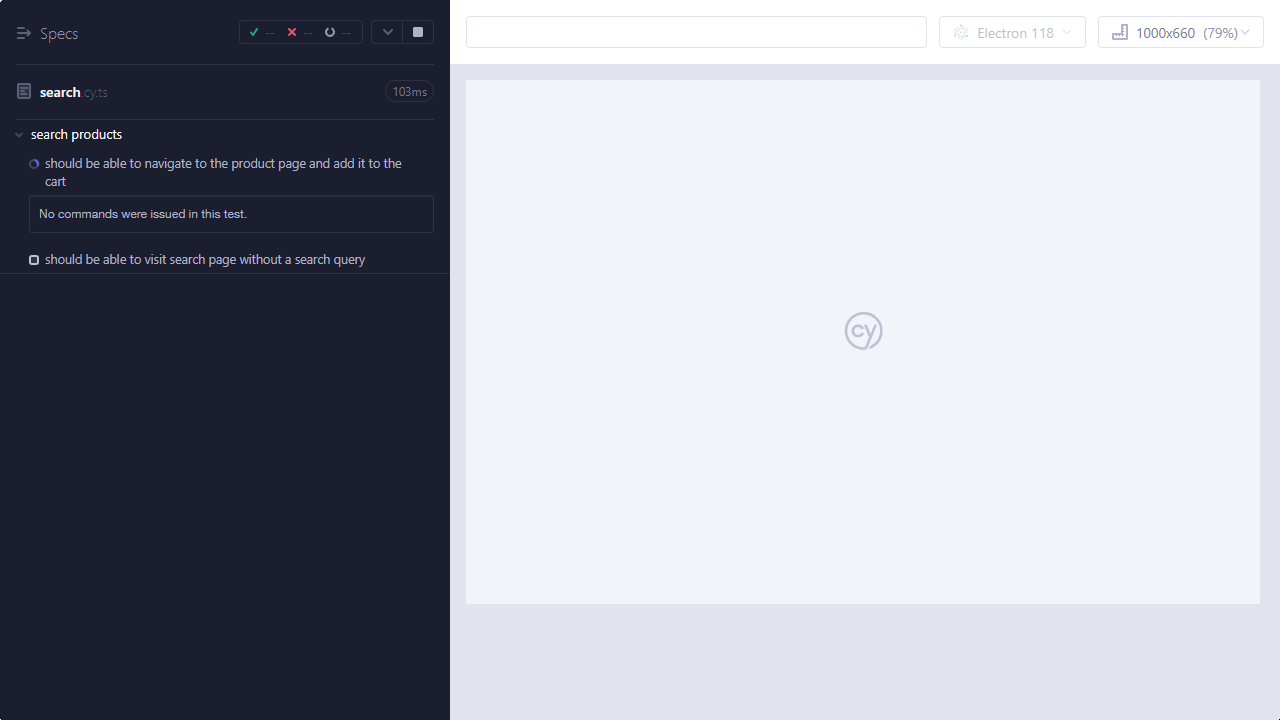 Specs
-- -- --
search.cy.ts
103ms
search products
should be able to navigate to the product page and add it to the
cart
No commands were issued in this test.
should be able to visit search page without a search query
Electron 118
1000x660 (79%)
cy